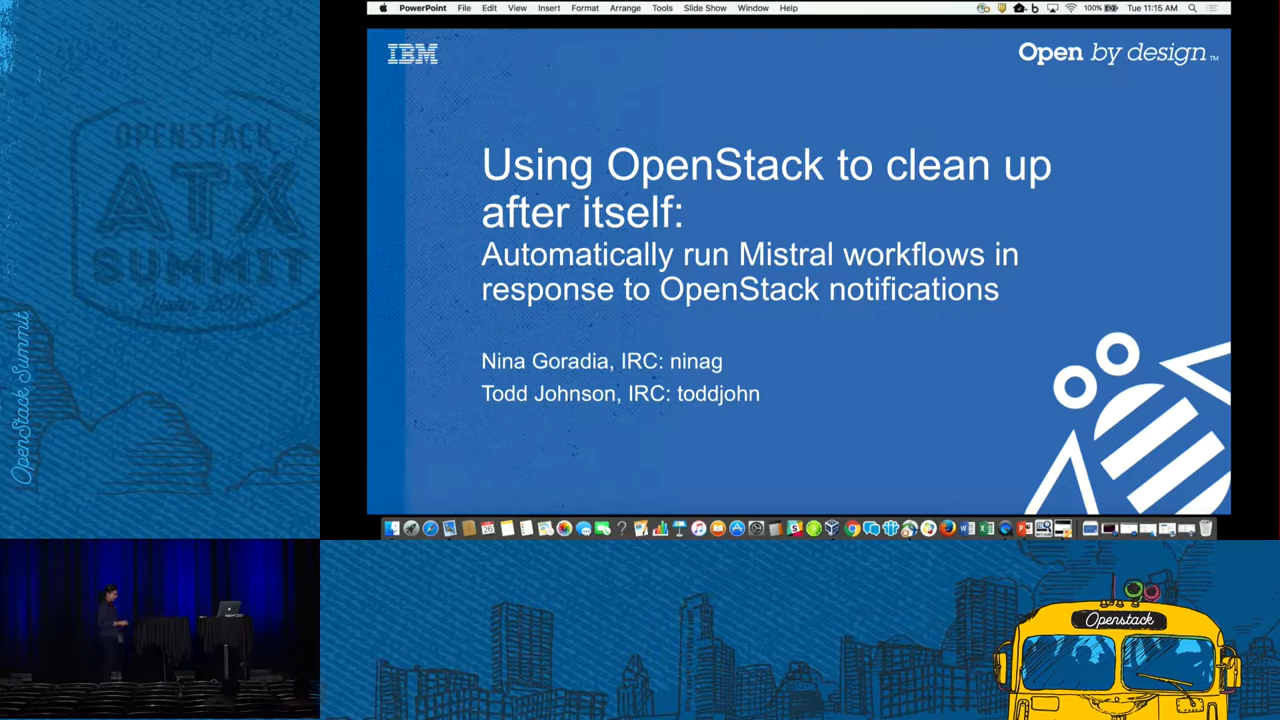 PowerPoint File Edit View Insert Format Arrange Tools Slide Show Window Help 100% Tue 11:15 AM
IBM
Open by design™
Using OpenStack to clean up
after itself:
Automatically run Mistral workflows in
response to OpenStack notifications
Nina Goradia, IRC: ninag
Todd Johnson, IRC: toddjohn
OPENSTACK
ATX
SUMMIT
OpenStack Summit
Openstack